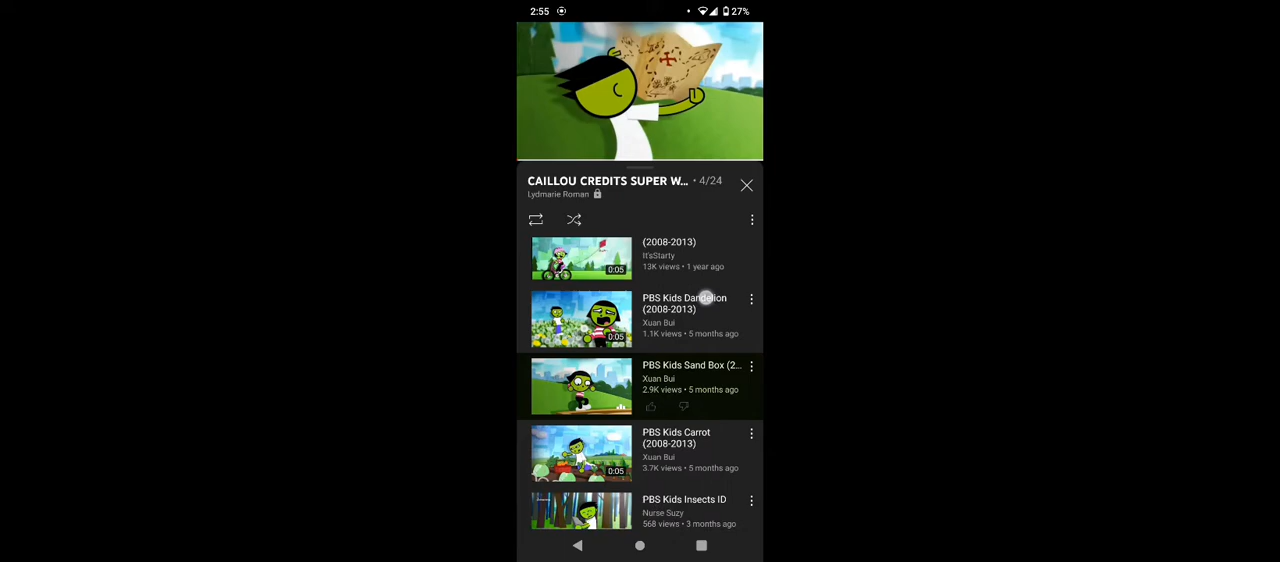 2:55 27%
CAILLOU CREDITS SUPER W... • 4/24
Lydmarie Roman
(2008-2013)
It'sStarty
13K views • 1 year ago
0:05
PBS Kids Dandelion
(2008-2013)
Xuan Bui
1.1K views • 5 months ago
0:05
PBS Kids Sand Box (2...
Xuan Bui
2.9K views • 5 months ago
PBS Kids Carrot
(2008-2013)
Xuan Bui
3.7K views • 5 months ago
0:05
PBS Kids Insects ID
Nurse Suzy
568 views • 3 months ago